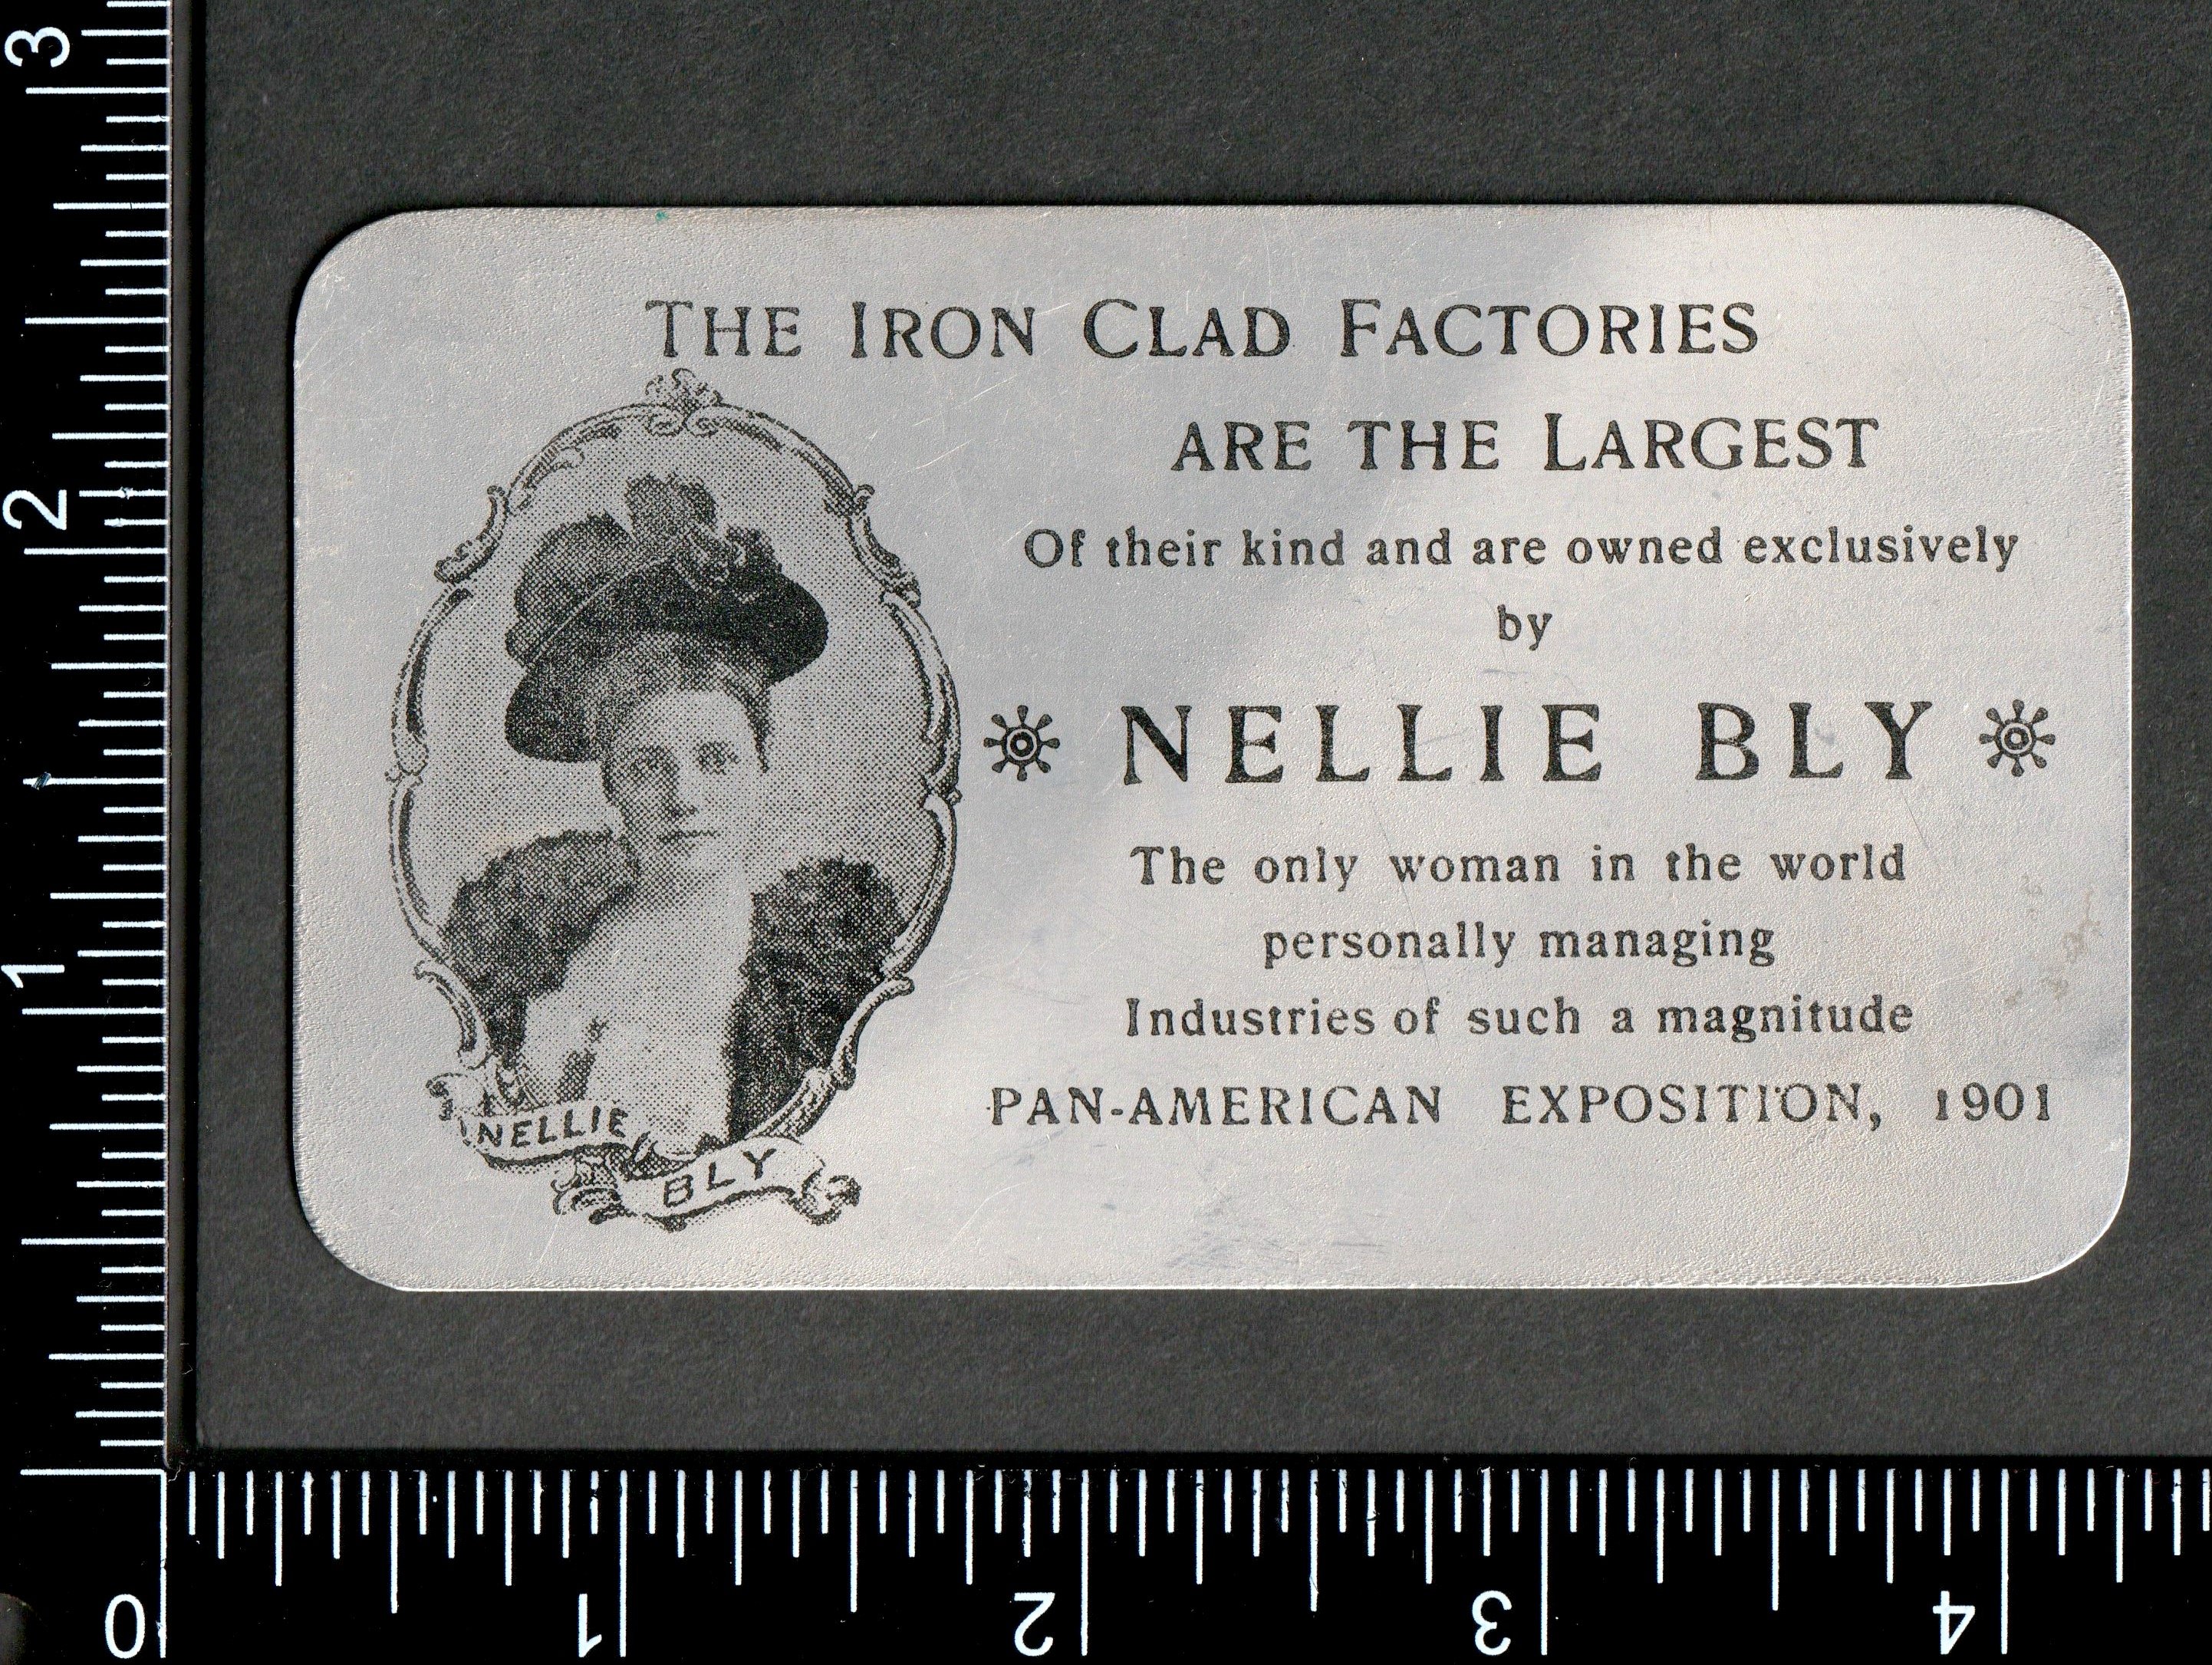 THE IRON CLAD FACTORIES
ARE THE LARGEST
Of their kind and are owned exclusively
by
NELLIE BLY
The only woman in the world
personally managing
Industries of such a magnitude
PAN-AMERICAN EXPOSITION, 1901
NELLIE
BLY
3
2
1
0 1 2 3 4